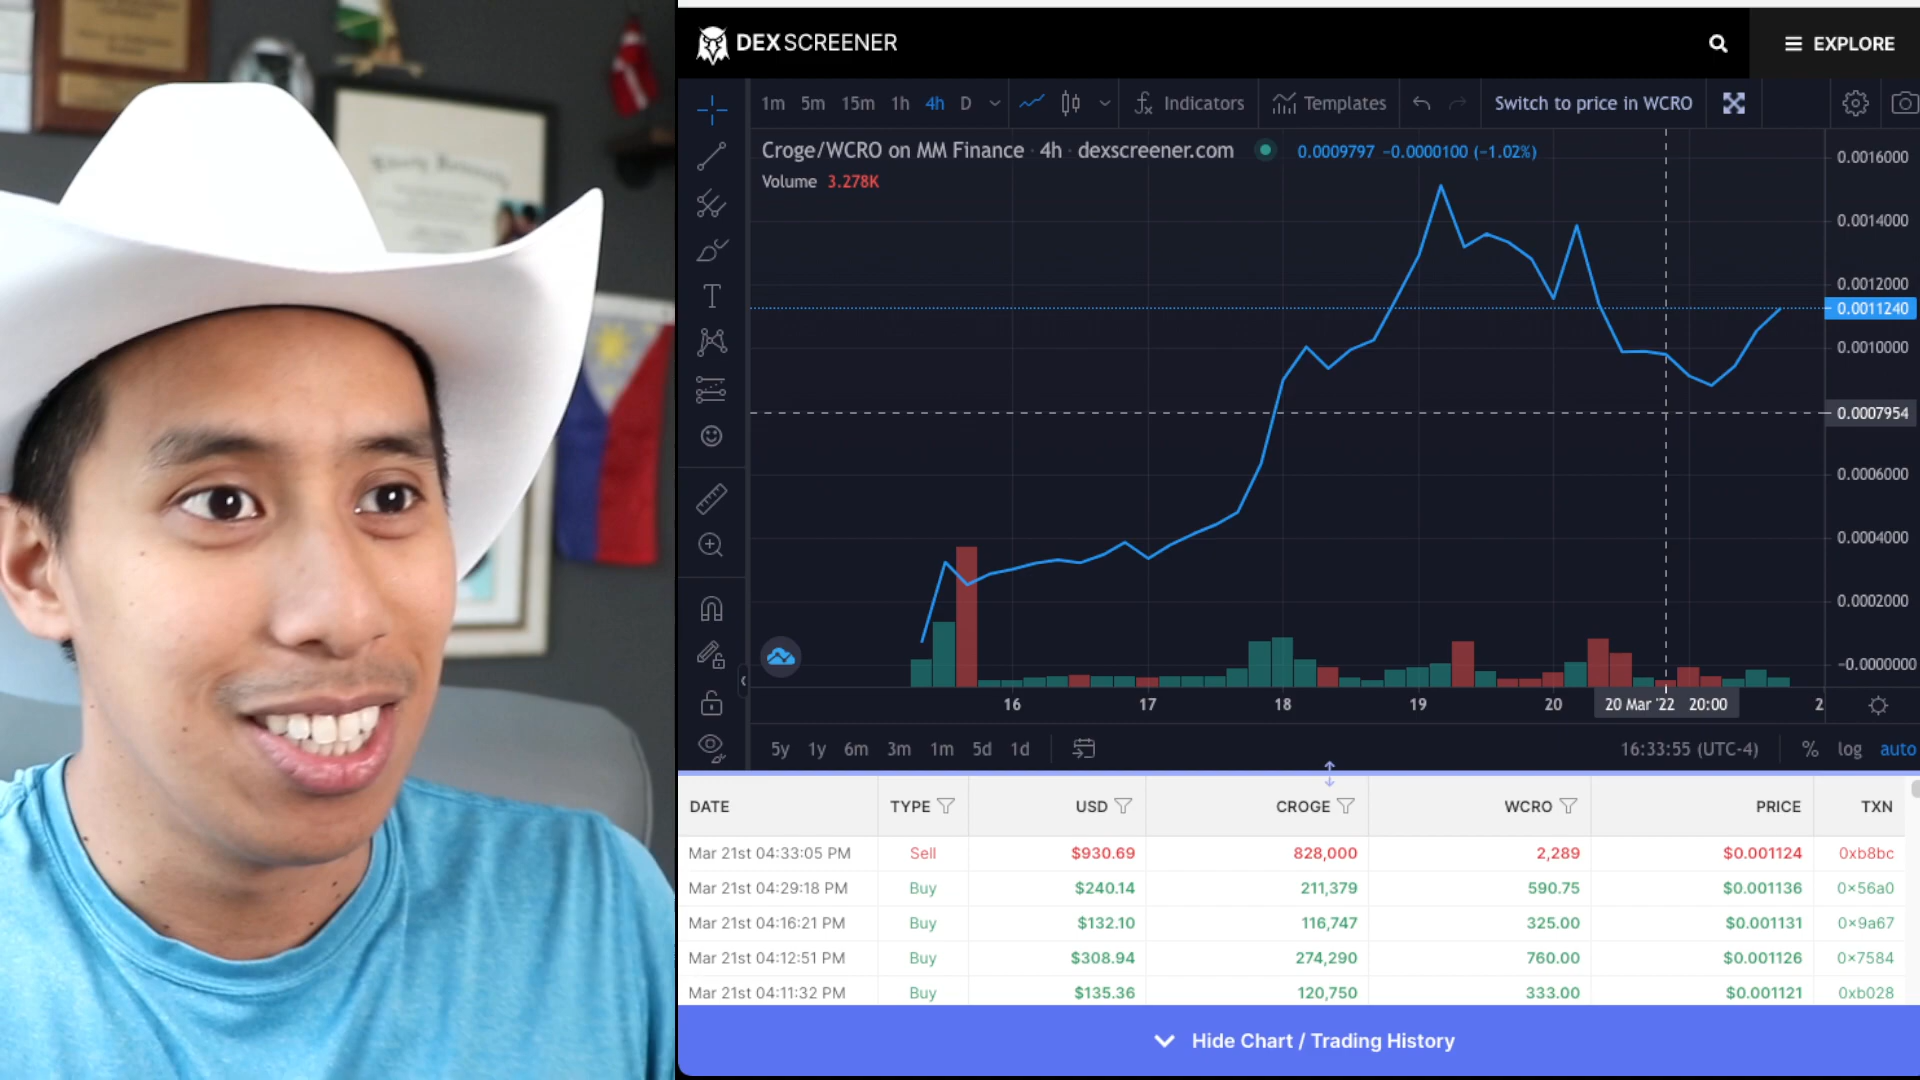 DEX SCREENER
EXPLORE
1m 5m 15m 1h 4h D
Indicators
Templates
Switch to price in WCRO
Croge/WCRO on MM Finance · 4h · dexscreener.com
0.0009797 −0.0000100 (−1.02%)
Volume 3.278K
0.0016000
0.0014000
0.0012000
0.0011240
0.0010000
0.0007954
0.0006000
0.0004000
0.0002000
−0.0000000
16 17 18 19 20 20 Mar '22 20:00 2
5y 1y 6m 3m 1m 5d 1d
16:33:55 (UTC-4) % log auto
DATE TYPE USD CROGE WCRO PRICE TXN
Mar 21st 04:33:05 PM Sell $930.69 828,000 2,289 $0.001124 0xb8bc
Mar 21st 04:29:18 PM Buy $240.14 211,379 590.75 $0.001136 0x56a0
Mar 21st 04:16:21 PM Buy $132.10 116,747 325.00 $0.001131 0x9a67
Mar 21st 04:12:51 PM Buy $308.94 274,290 760.00 $0.001126 0x7584
Mar 21st 04:11:32 PM Buy $135.36 120,750 333.00 $0.001121 0xb028
Hide Chart / Trading History